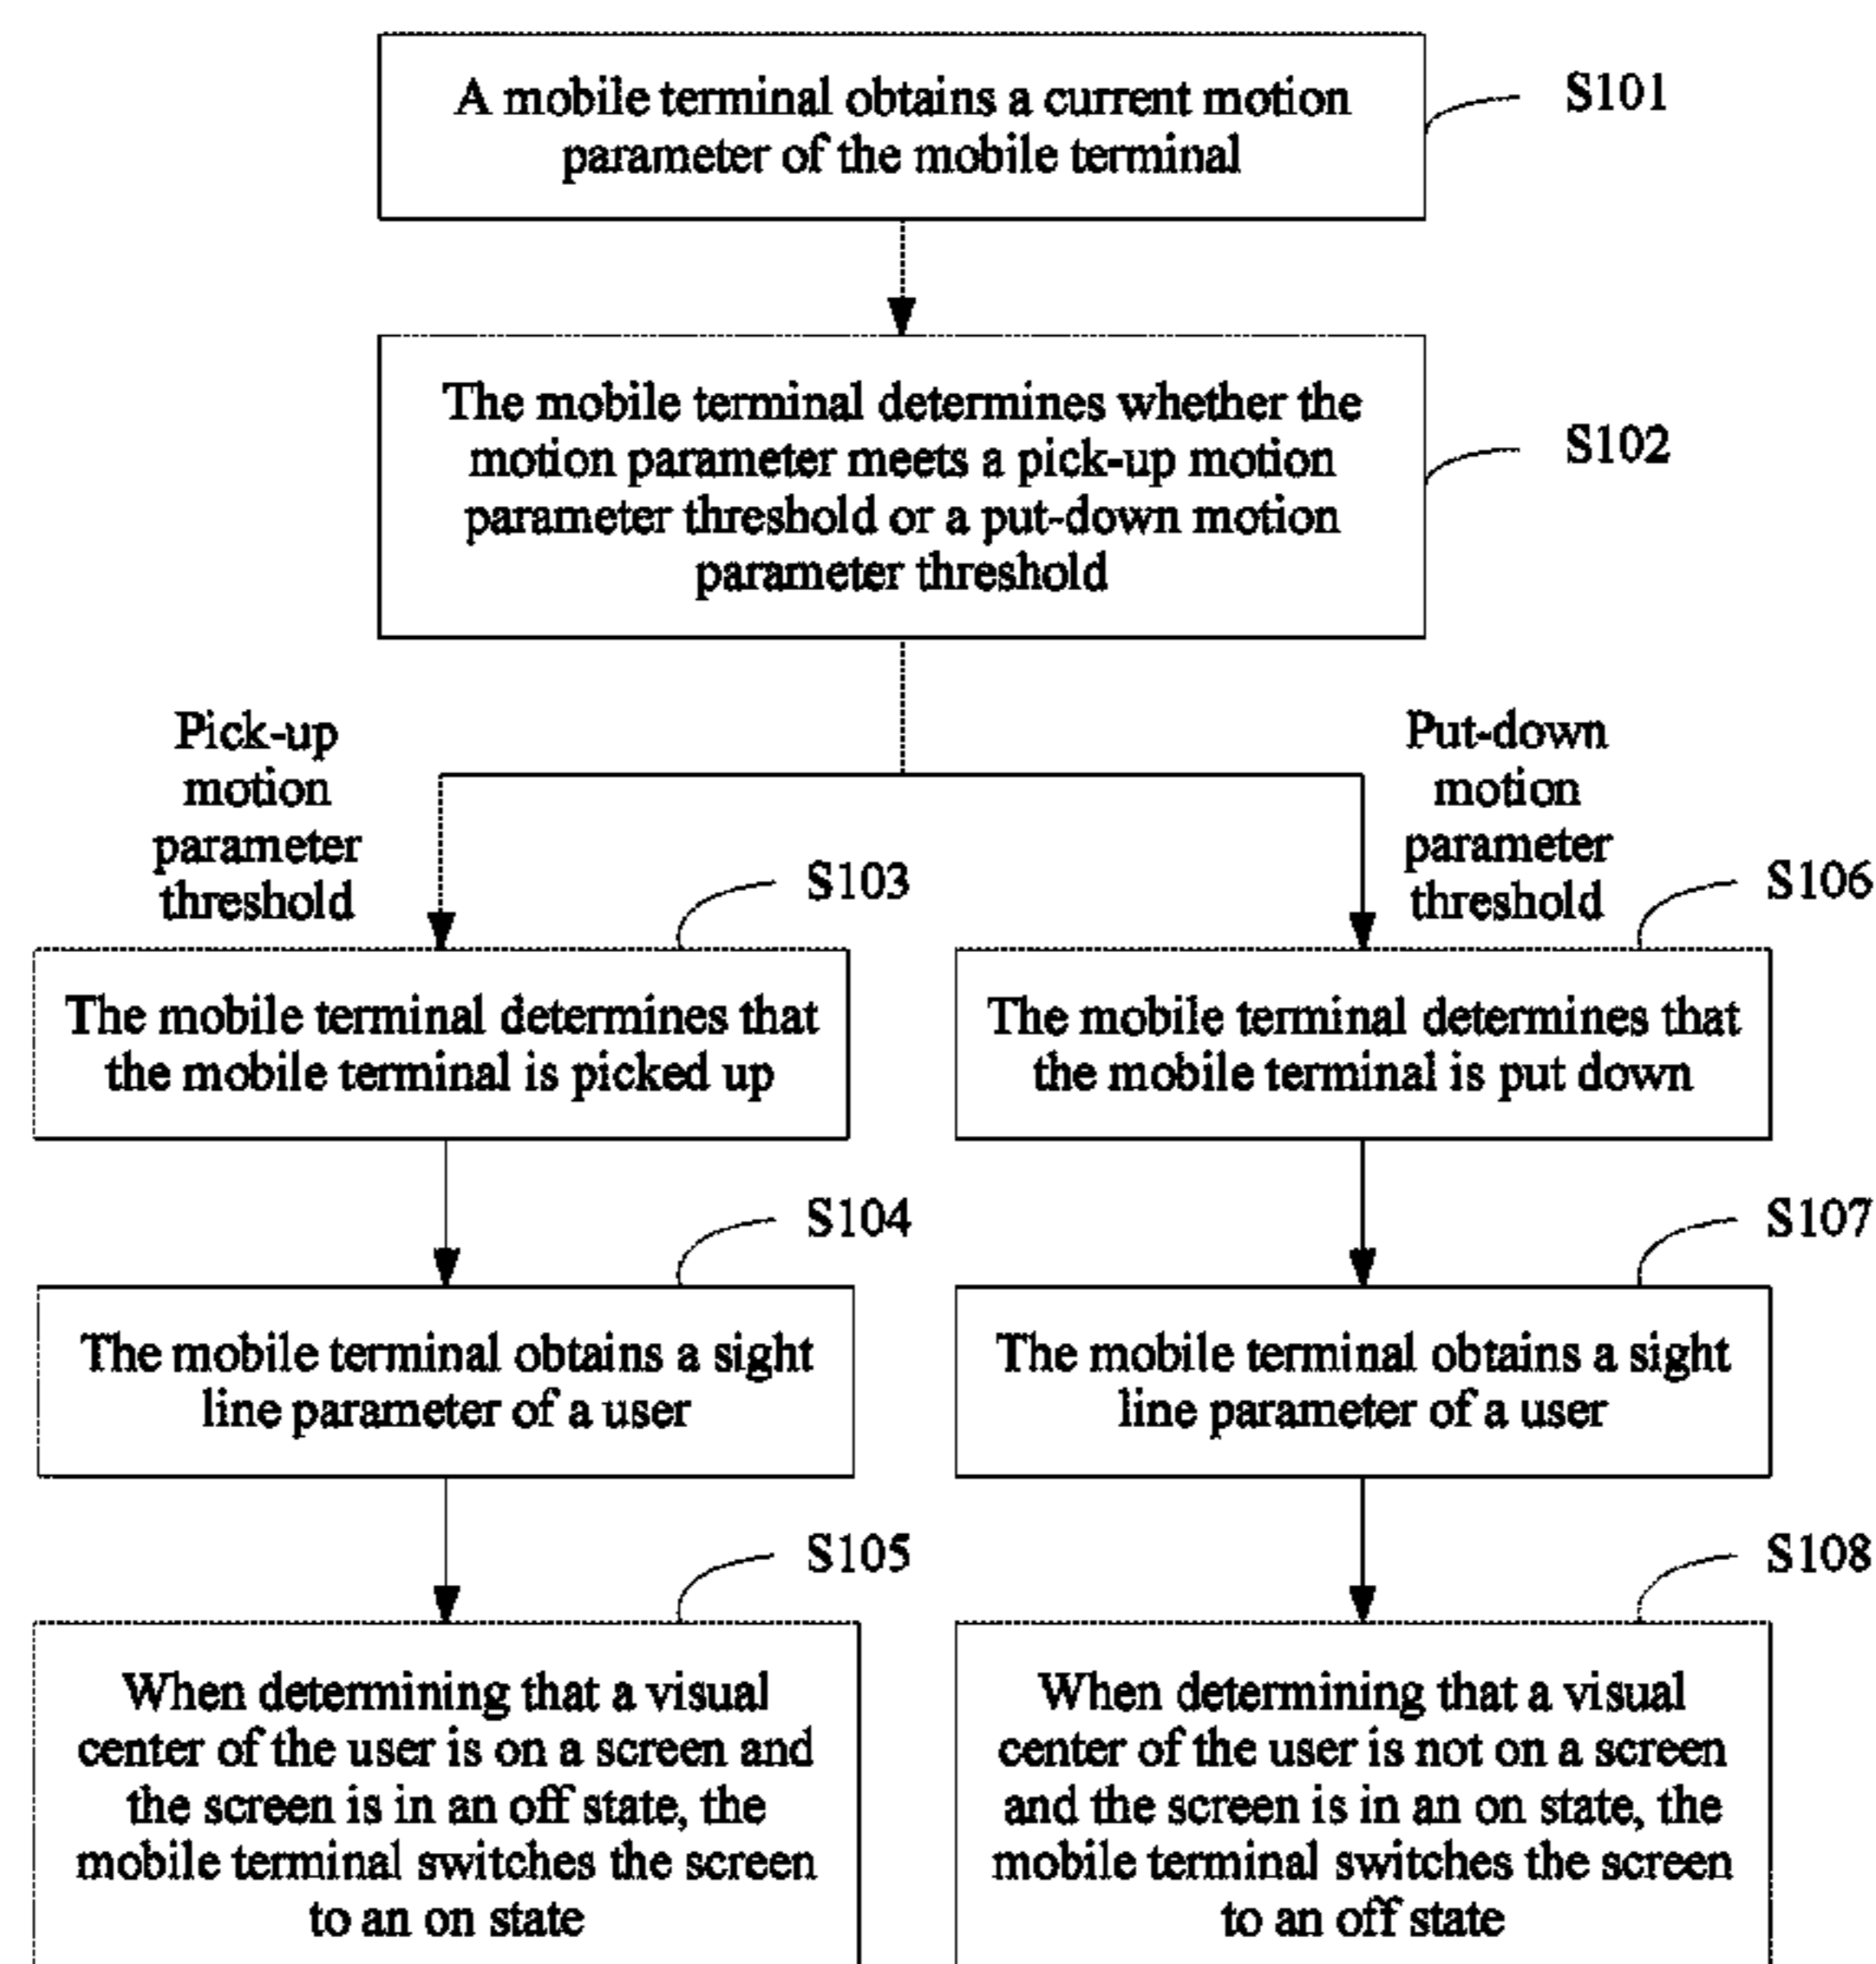 A mobile terminal obtains a current motion
parameter of the mobile terminal
S101
The mobile terminal determines whether the
motion parameter meets a pick-up motion
parameter threshold or a put-down motion
parameter threshold
S102
Pick-up
motion
parameter
threshold
Put-down
motion
parameter
threshold
S103
The mobile terminal determines that
the mobile terminal is picked up
S106
The mobile terminal determines that
the mobile terminal is put down
S104
The mobile terminal obtains a sight
line parameter of a user
S107
The mobile terminal obtains a sight
line parameter of a user
S105
When determining that a visual
center of the user is on a screen and
the screen is in an off state, the
mobile terminal switches the screen
to an on state
S108
When determining that a visual
center of the user is not on a screen
and the screen is in an on state, the
mobile terminal switches the screen
to an off state